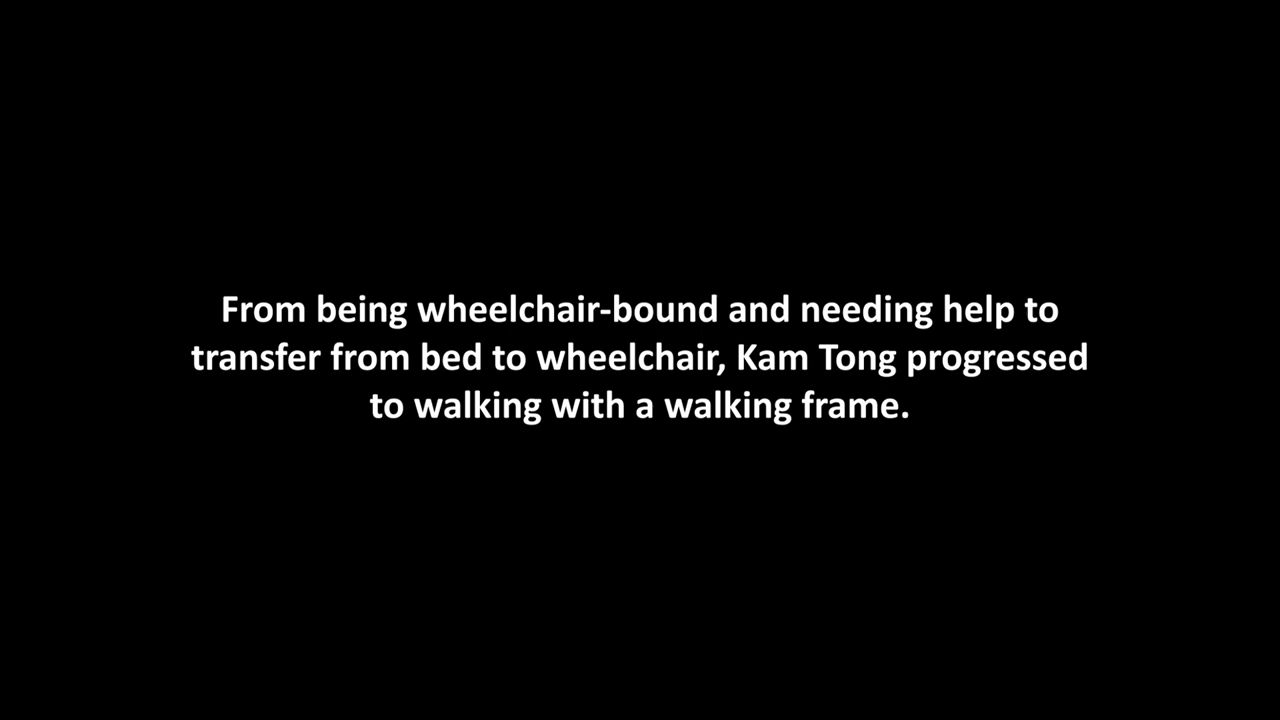 From being wheelchair-bound and needing help to
transfer from bed to wheelchair, Kam Tong progressed
to walking with a walking frame.